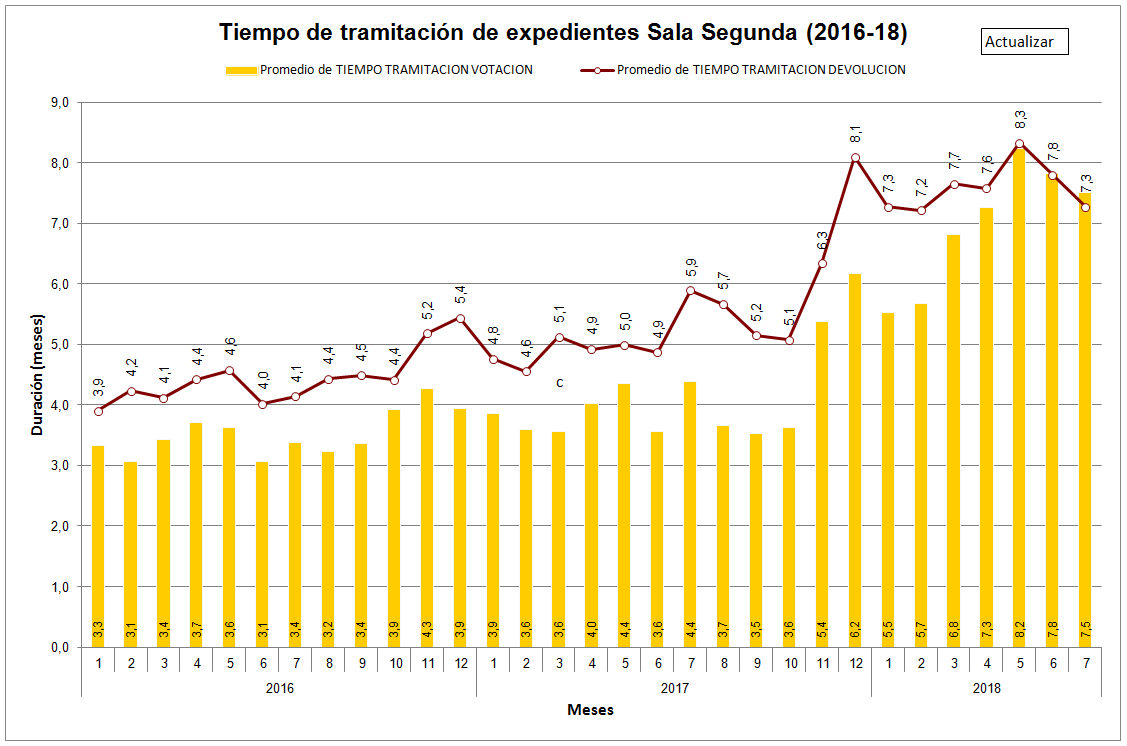 Tiempo de tramitación de expedientes Sala Segunda (2016-18)
Actualizar
Promedio de TIEMPO TRAMITACION VOTACION
Promedio de TIEMPO TRAMITACION DEVOLUCION
Duración (meses)
9,0
8,0
7,0
6,0
5,0
4,0
3,0
2,0
1,0
0,0
3,9 4,2 4,1 4,4 4,6 4,0 4,1 4,4 4,5 4,4 5,2 5,4 4,8 4,6 5,1 4,9 5,0 4,9 5,9 5,7 5,2 5,1 6,3 8,1 7,3 7,2 7,7 7,6 8,3 7,8 7,3
c
3,3 3,1 3,4 3,7 3,6 3,1 3,4 3,2 3,4 3,9 4,3 3,9 3,9 3,6 3,6 4,0 4,4 3,6 4,4 3,7 3,5 3,6 5,4 6,2 5,5 5,7 6,8 7,3 8,2 7,8 7,5
1 2 3 4 5 6 7 8 9 10 11 12 1 2 3 4 5 6 7 8 9 10 11 12 1 2 3 4 5 6 7
2016 2017 2018
Meses